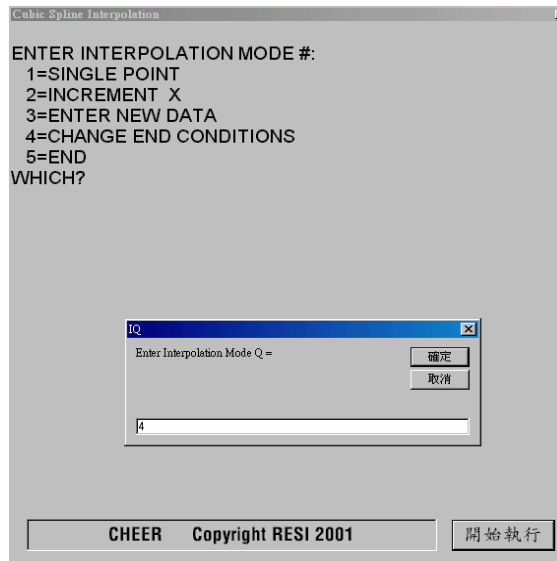 Cubic Spline Interpolation
ENTER INTERPOLATION MODE #:
1=SINGLE POINT
2=INCREMENT X
3=ENTER NEW DATA
4=CHANGE END CONDITIONS
5=END
WHICH?
IQ
Enter Interpolation Mode Q =
確定
取消
4
CHEER Copyright RESI 2001
開始執行